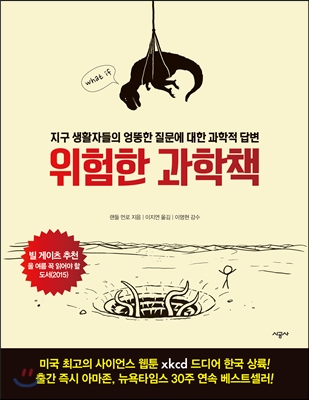 what if
지구 생활자들의 엉뚱한 질문에 대한 과학적 답변
위험한 과학책
랜들 먼로 지음 | 이지연 옮김 | 이명현 감수
빌 게이츠 추천
올 여름 꼭 읽어야 할
도서(2015)
시공사
미국 최고의 사이언스 웹툰 xkcd 드디어 한국 상륙!
출간 즉시 아마존, 뉴욕타임스 30주 연속 베스트셀러!